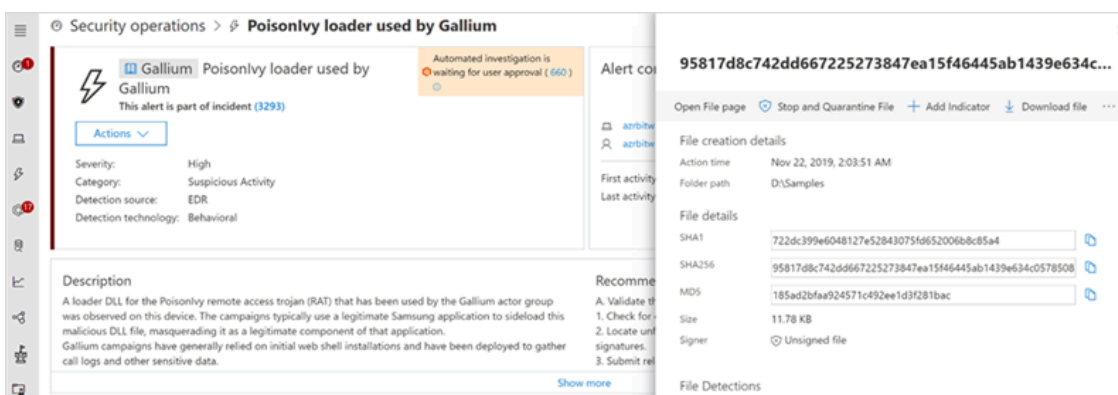 Security operations > PoisonIvy loader used by Gallium
1
17
Gallium PoisonIvy loader used by
Gallium
This alert is part of incident (3293)
Automated investigation is
waiting for user approval ( 660 )
Actions
Severity: High
Category: Suspicious Activity
Detection source: EDR
Detection technology: Behavioral
Alert
azrbitw
azrbitw
First activity
Last activity
Description
A loader DLL for the PoisonIvy remote access trojan (RAT) that has been used by the Gallium actor group
was observed on this device. The campaigns typically use a legitimate Samsung application to sideload this
malicious DLL file, masquerading it as a legitimate component of that application.
Gallium campaigns have generally relied on initial web shell installations and have been deployed to gather
call logs and other sensitive data.
Show more
Recomme
A. Validate th
1. Check for
2. Locate unf
signatures.
3. Submit rel
95817d8c742dd667225273847ea15f46445ab1439e634c...
Open File page Stop and Quarantine File Add Indicator Download file ...
File creation details
Action time Nov 22, 2019, 2:03:51 AM
Folder path D:\Samples
File details
SHA1 722dc399e6048127e52843075fd652006b8c85a4
SHA256 95817d8c742dd667225273847ea15f46445ab1439e634c0578508
MD5 185ad2bfaa924571c492ee1d3f281bac
Size 11.78 KB
Signer Unsigned file
File Detections